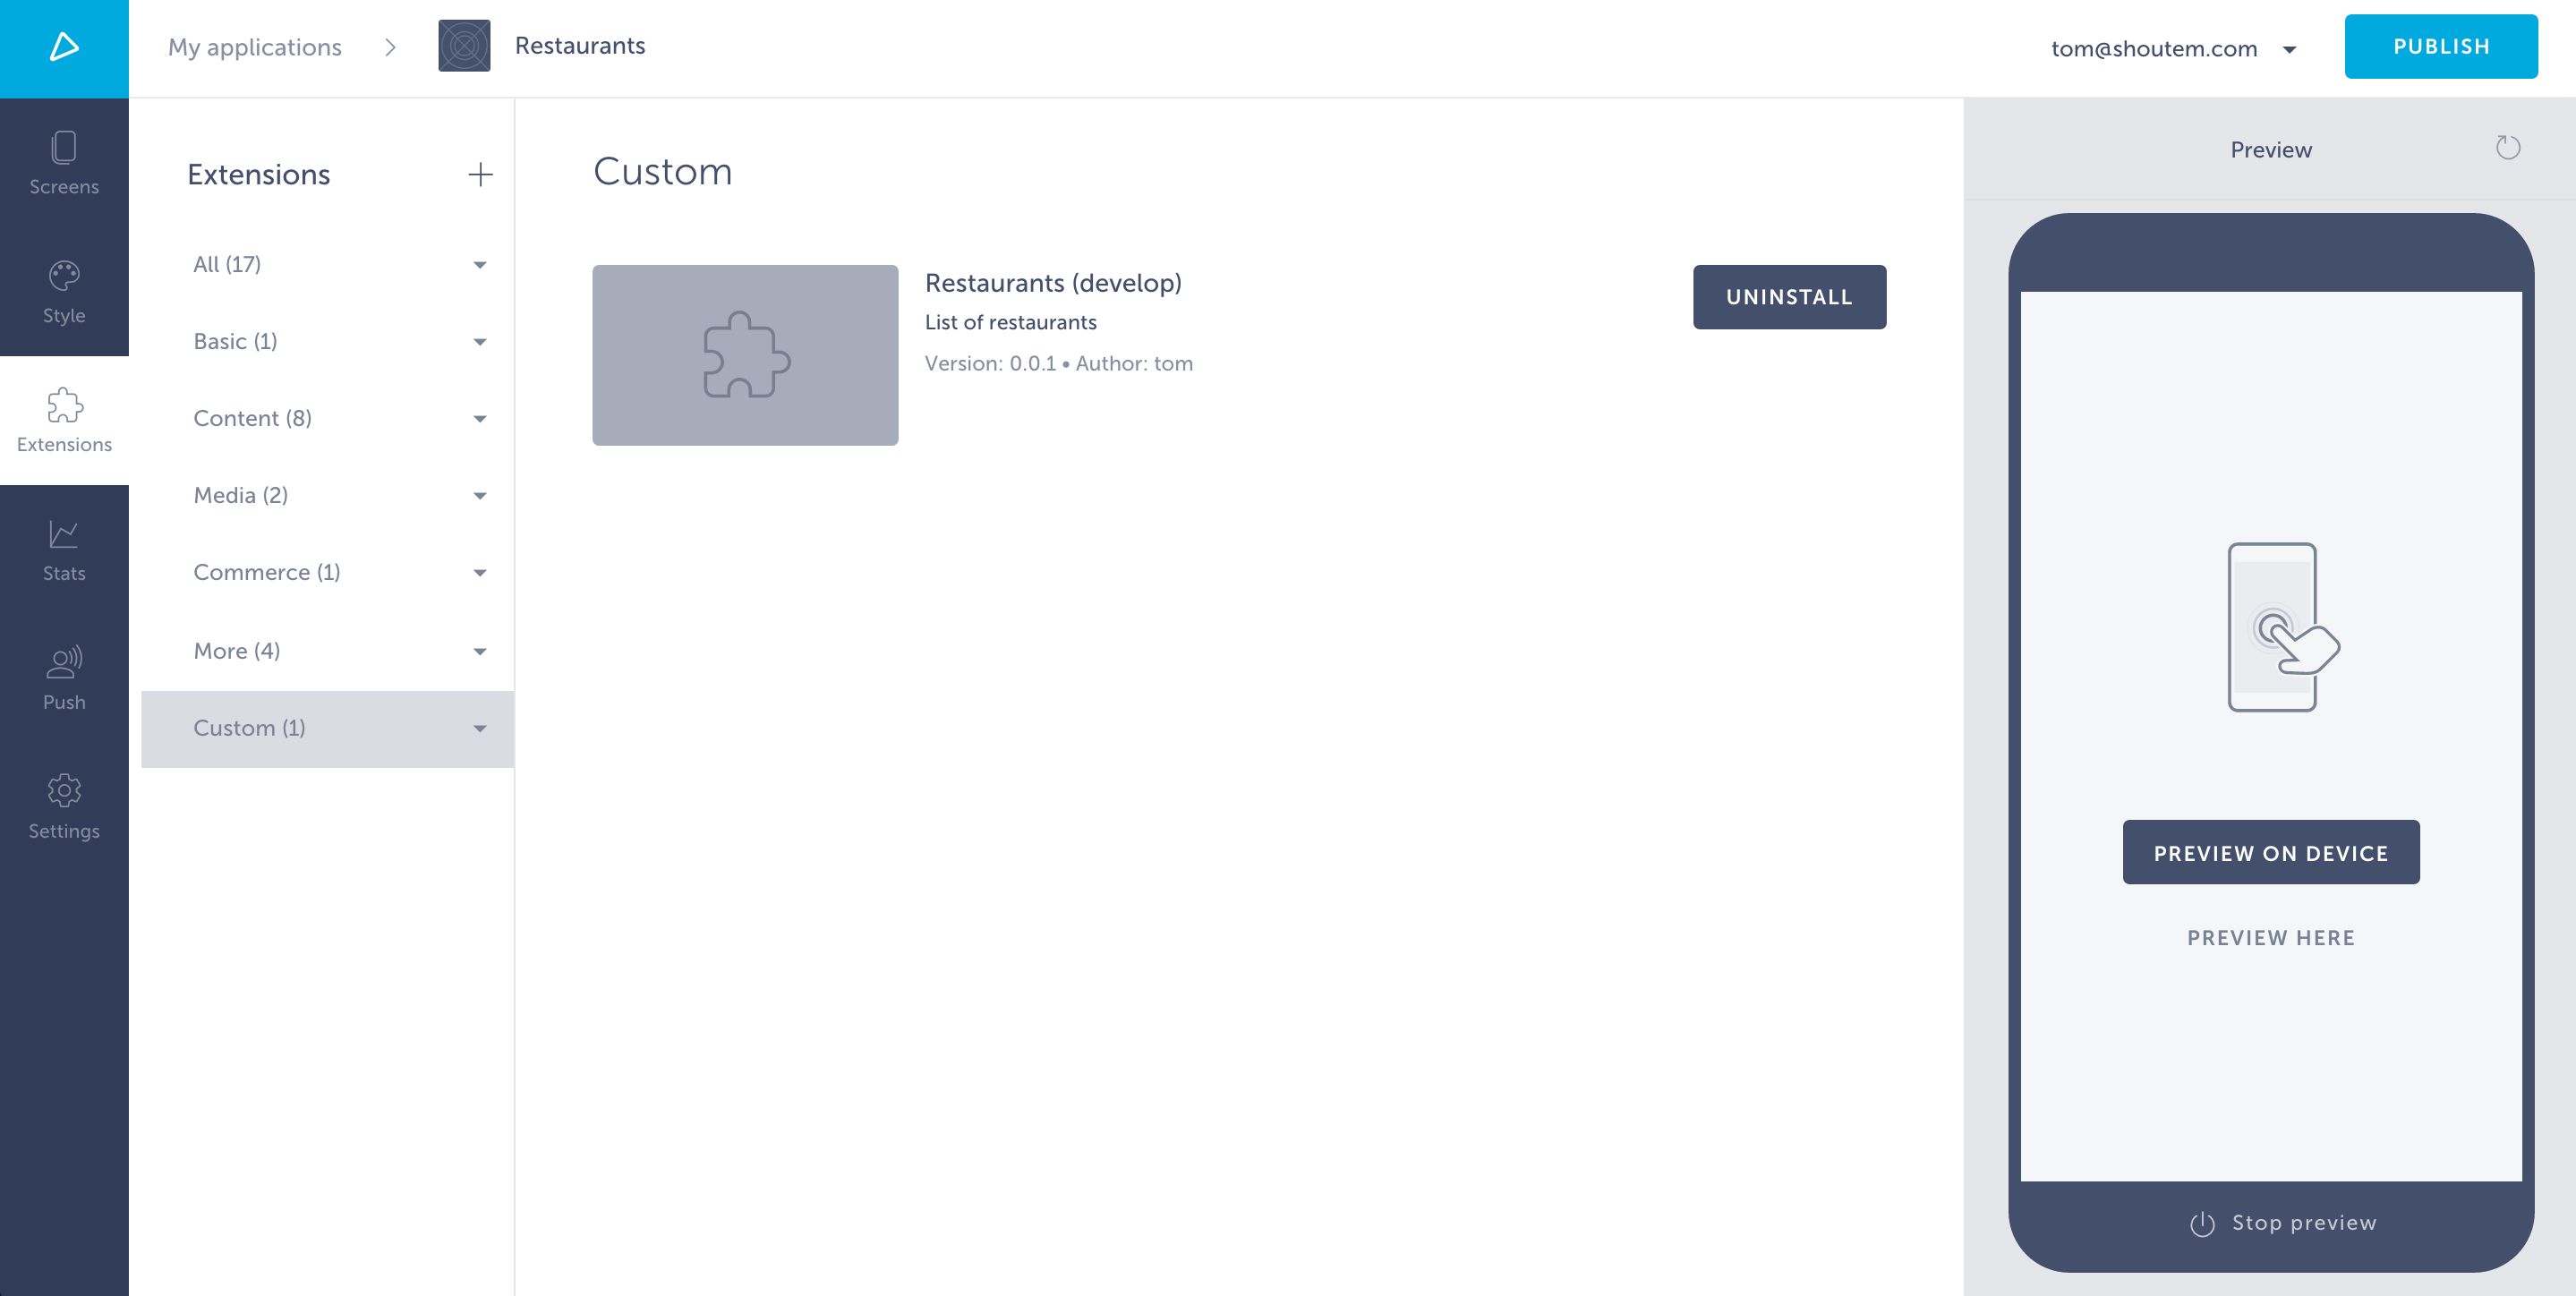 My applications
Restaurants
tom@shoutem.com
PUBLISH
Screens
Style
Extensions
Stats
Push
Settings
Extensions
All (17)
Basic (1)
Content (8)
Media (2)
Commerce (1)
More (4)
Custom (1)
Custom
Restaurants (develop)
List of restaurants
Version: 0.0.1 • Author: tom
UNINSTALL
Preview
PREVIEW ON DEVICE
PREVIEW HERE
Stop preview